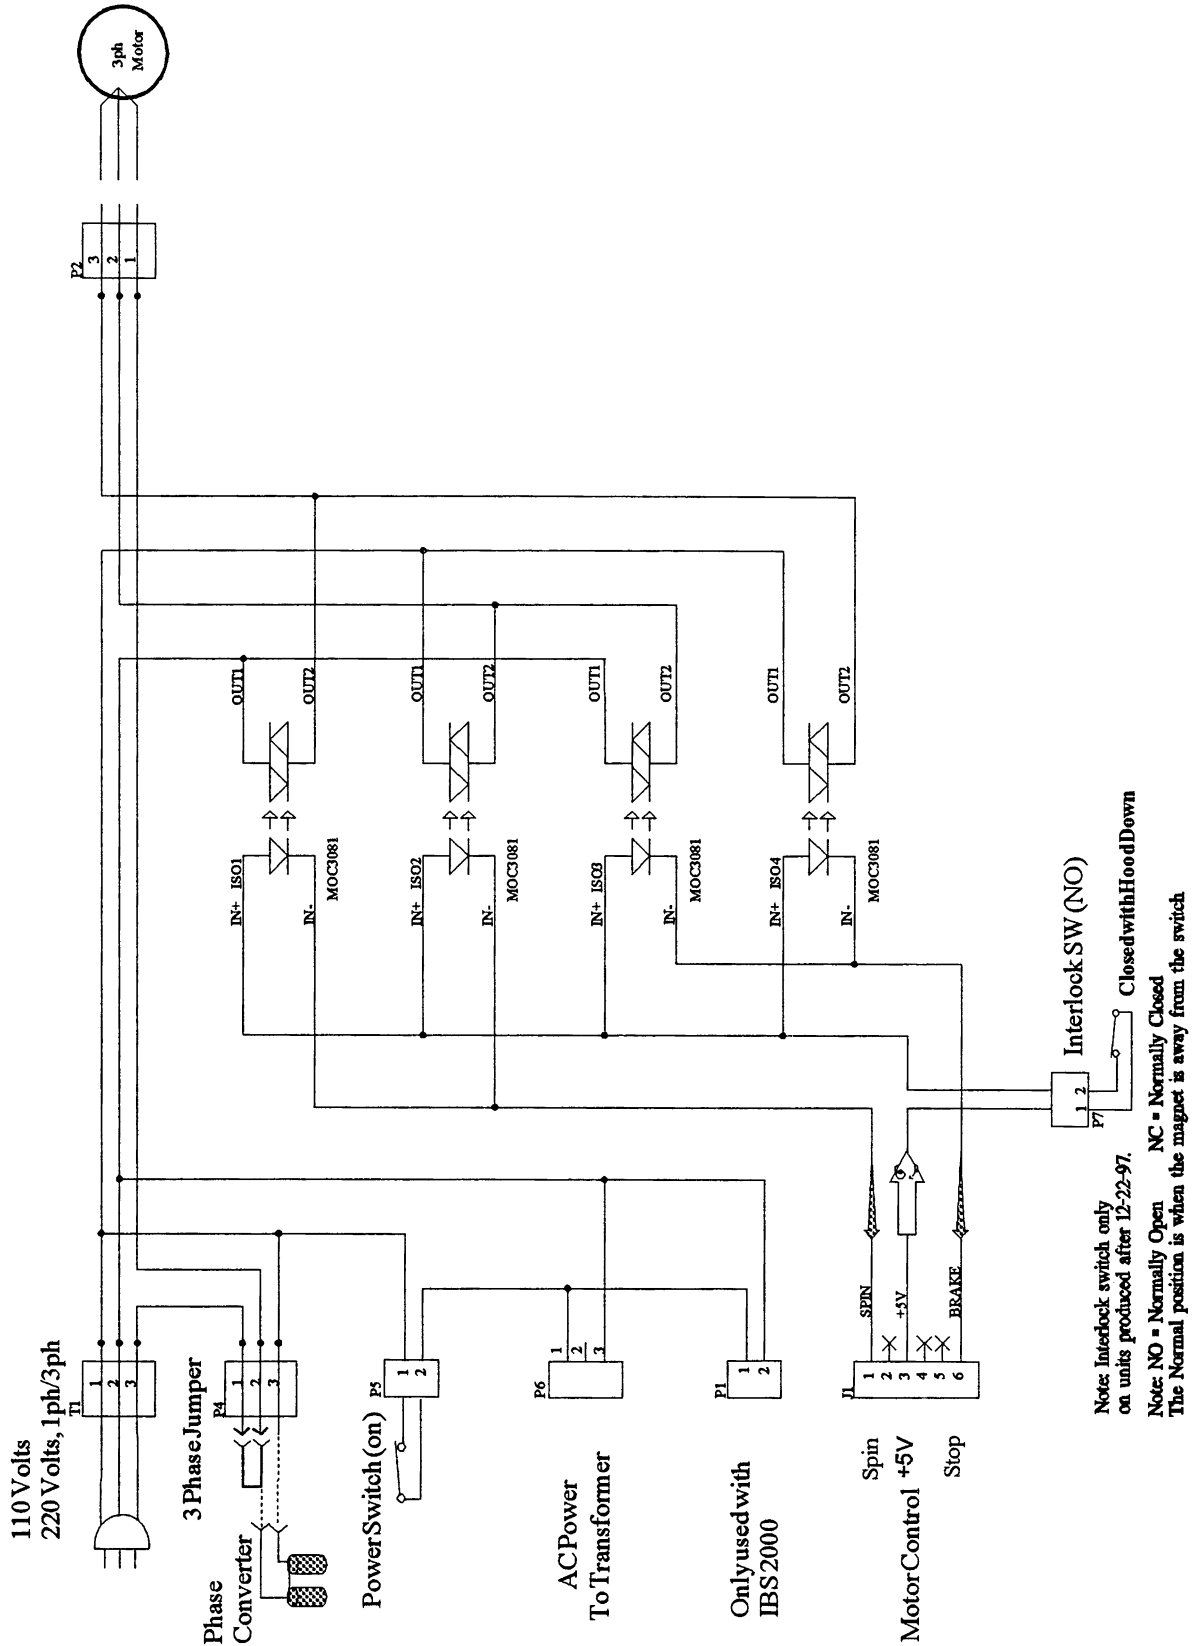 110 Volts
220 Volts, 1ph/3ph
T1
1
2
3
3 Phase Jumper
P4
1
2
3
Phase
Converter
Power Switch (on)
P5
1
2
AC Power
To Transformer
P6
1
2
3
Only used with
IBS2000
P1
1
2
Motor Control
Spin
+5V
Stop
J1
1
2
3
4
5
6
SPIN
+5V
BRAKE
IN+ ISO1
IN-
MOC3081
OUT1
OUT2
IN+ ISO2
IN-
MOC3081
OUT1
OUT2
IN+ ISO3
IN-
MOC3081
OUT1
OUT2
IN+ ISO4
IN-
MOC3081
OUT1
OUT2
P2
3
2
1
3ph
Motor
P7
1
2
Interlock SW (NO)
Closed with Hood Down
Note: Interlock switch only
on units produced after 12-22-97.
Note: NO = Normally Open NC = Normally Closed
The Normal position is when the magnet is away from the switch